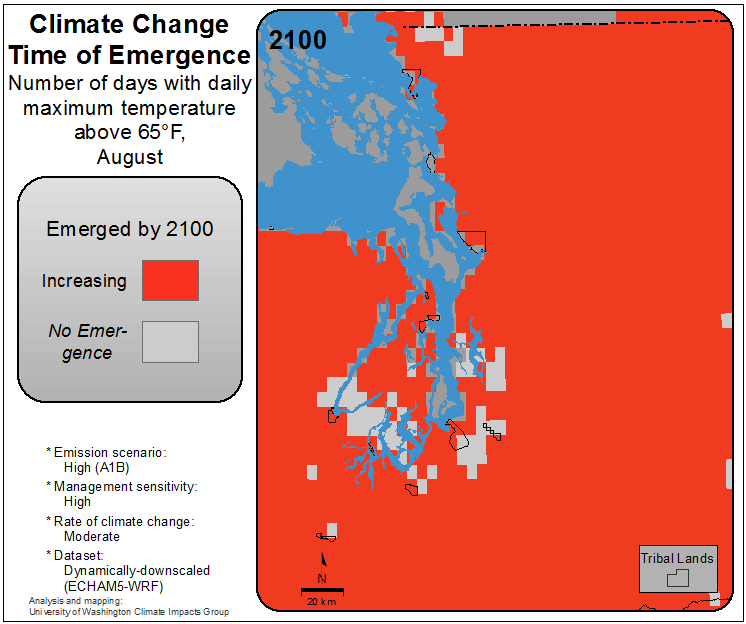 Climate Change
Time of Emergence
Number of days with daily
maximum temperature
above 65°F,
August
Emerged by 2100
Increasing
No Emer-
gence
* Emission scenario:
High (A1B)
* Management sensitivity:
High
* Rate of climate change:
Moderate
* Dataset:
Dynamically-downscaled
(ECHAM5-WRF)
Analysis and mapping:
University of Washington Climate Impacts Group
2100
N
20 km
Tribal Lands